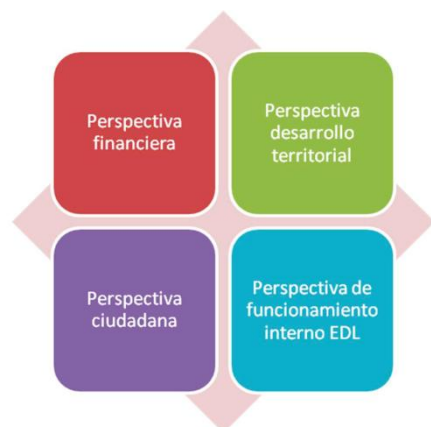 Perspectiva
financiera
Perspectiva
desarrollo
territorial
Perspectiva
ciudadana
Perspectiva de
funcionamiento
interno EDL